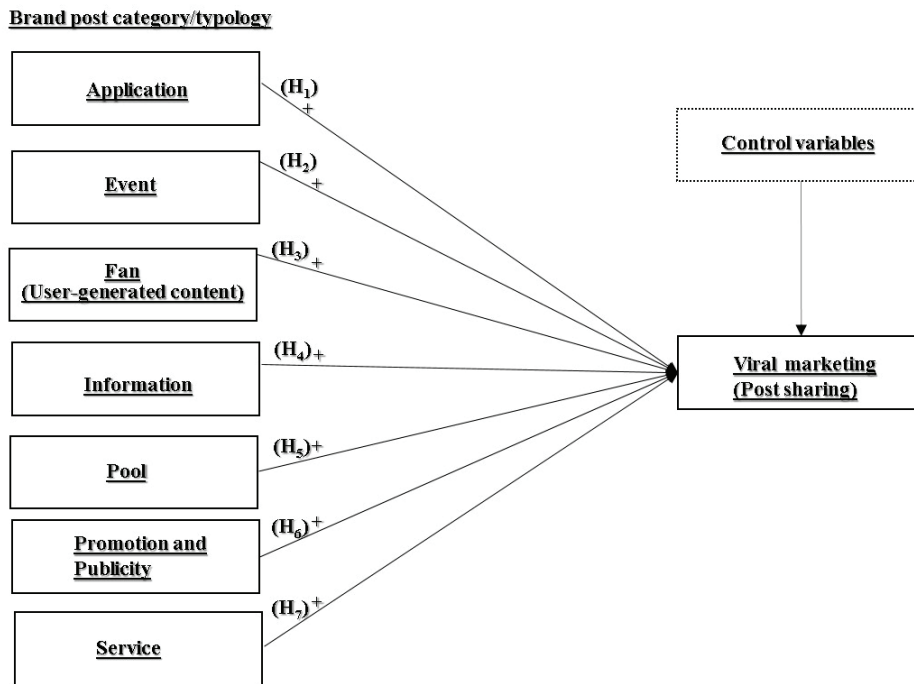 Brand post category/typology
Application
(H1)
+
Event
(H2)
+
Fan
(User-generated content)
(H3)
+
Information
(H4)+
Pool
(H5)+
Promotion and
Publicity
(H6)+
Service
(H7)+
Control variables
Viral marketing
(Post sharing)